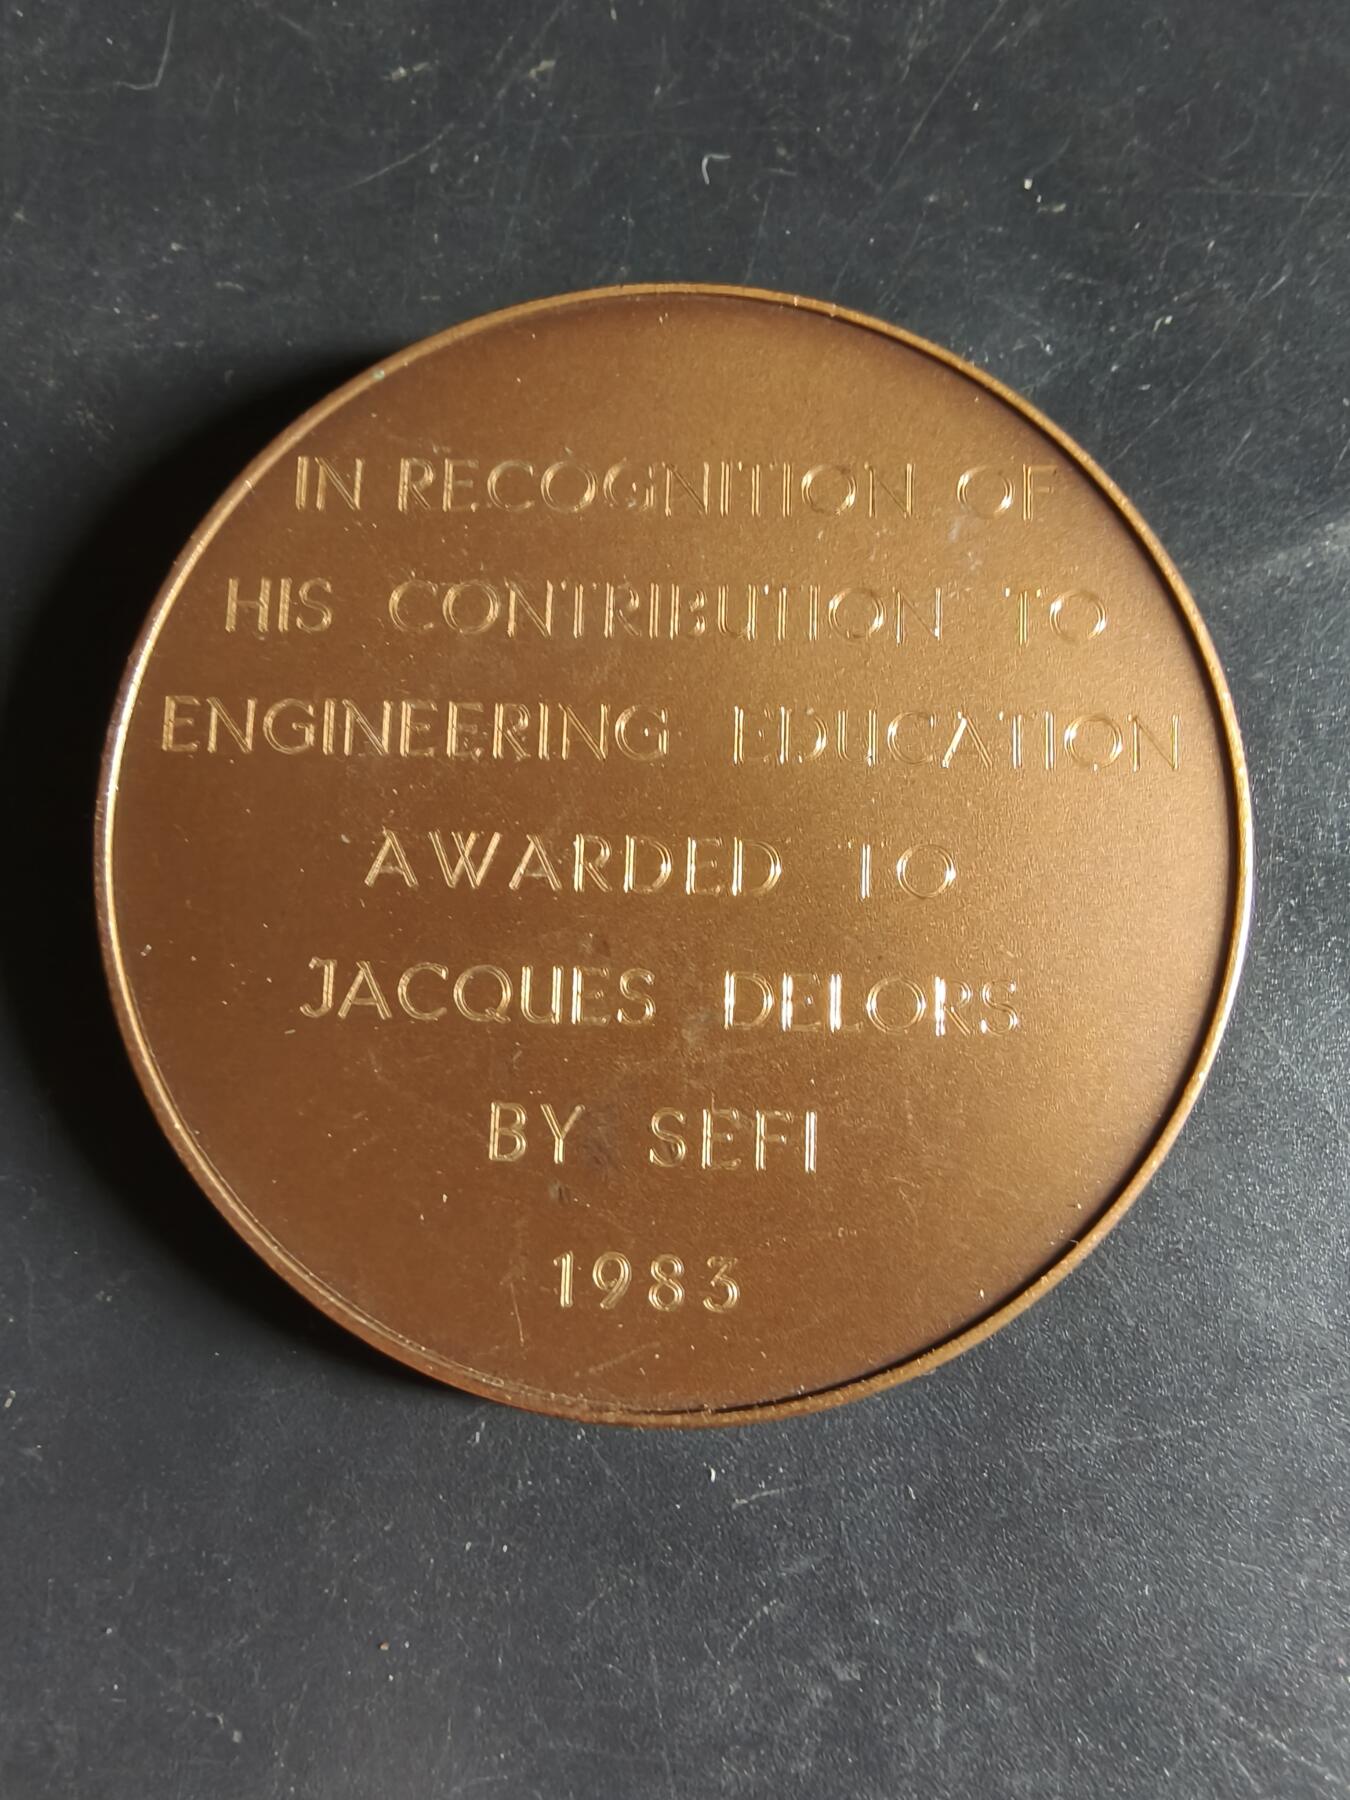 IN RECOGNITION OF
HIS CONTRIBUTION TO
ENGINEERING EDUCATION
AWARDED TO
JACQUES DELORS
BY SEFI
1983